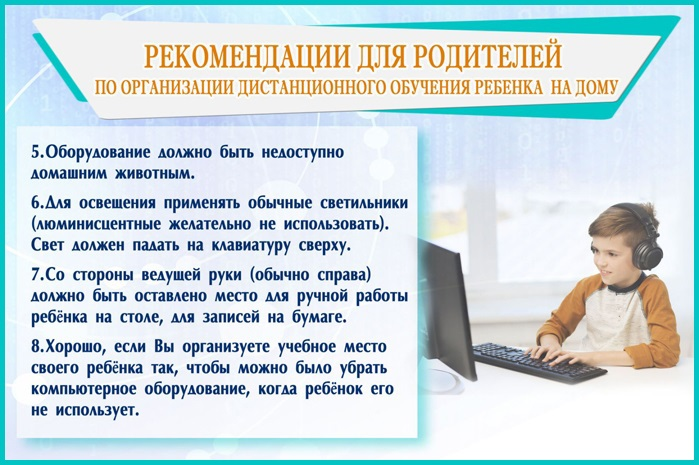 РЕКОМЕНДАЦИИ ДЛЯ РОДИТЕЛЕЙ
ПО ОРГАНИЗАЦИИ ДИСТАНЦИОННОГО ОБУЧЕНИЯ РЕБЕНКА НА ДОМУ
5.Оборудование должно быть недоступно
домашним животным.
6.Для освещения применять обычные светильники
(люминисцентные желательно не использовать).
Свет должен падать на клавиатуру сверху.
7.Со стороны ведущей руки (обычно справа)
должно быть оставлено место для ручной работы
ребёнка на столе, для записей на бумаге.
8.Хорошо, если Вы организуете учебное место
своего ребёнка так, чтобы можно было убрать
компьютерное оборудование, когда ребёнок его
не использует.